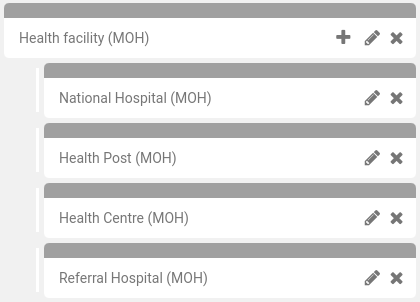 Health facility (MOH)
National Hospital (MOH)
Health Post (MOH)
Health Centre (MOH)
Referral Hospital (MOH)